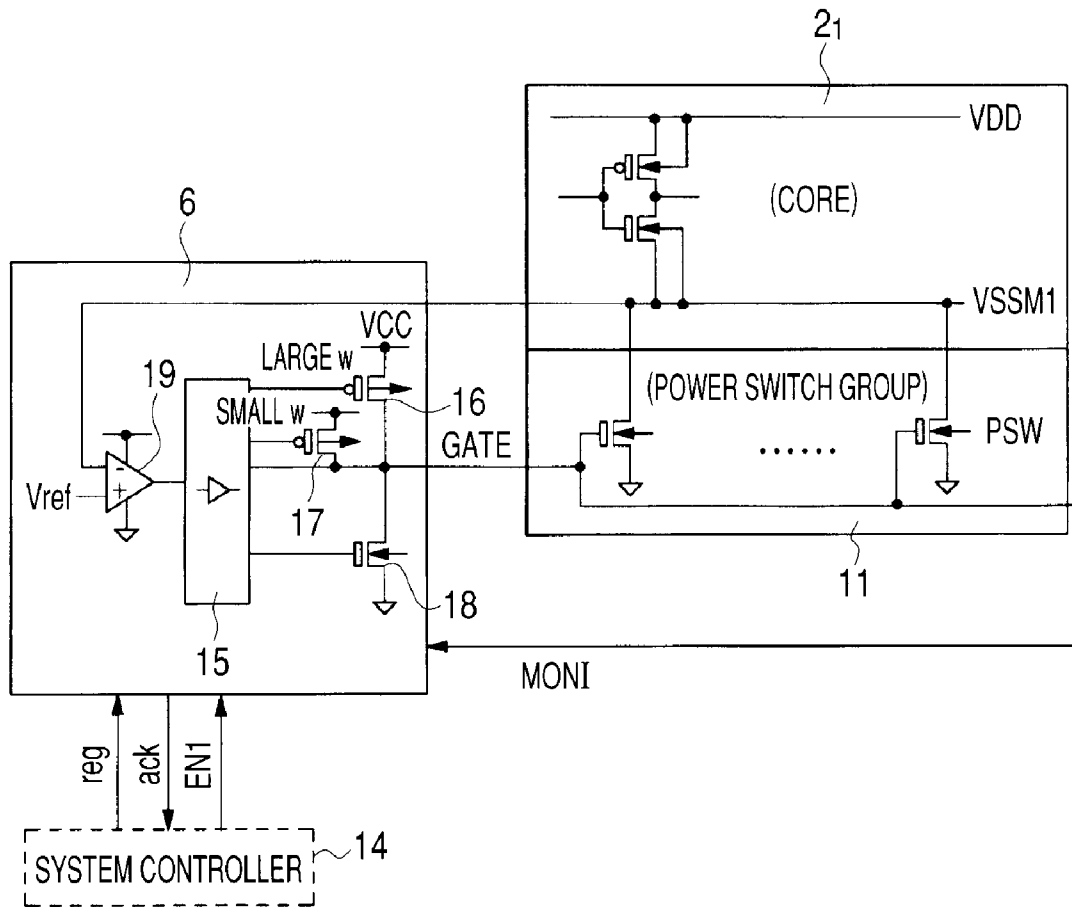 21
VDD
(CORE)
6
VSSM1
VCC
LARGE w
19
16
(POWER SWITCH GROUP)
SMALL w
GATE
PSW
......
Vref
-
+
17
18
11
15
MONI
reg
ack
EN1
14
SYSTEM CONTROLLER